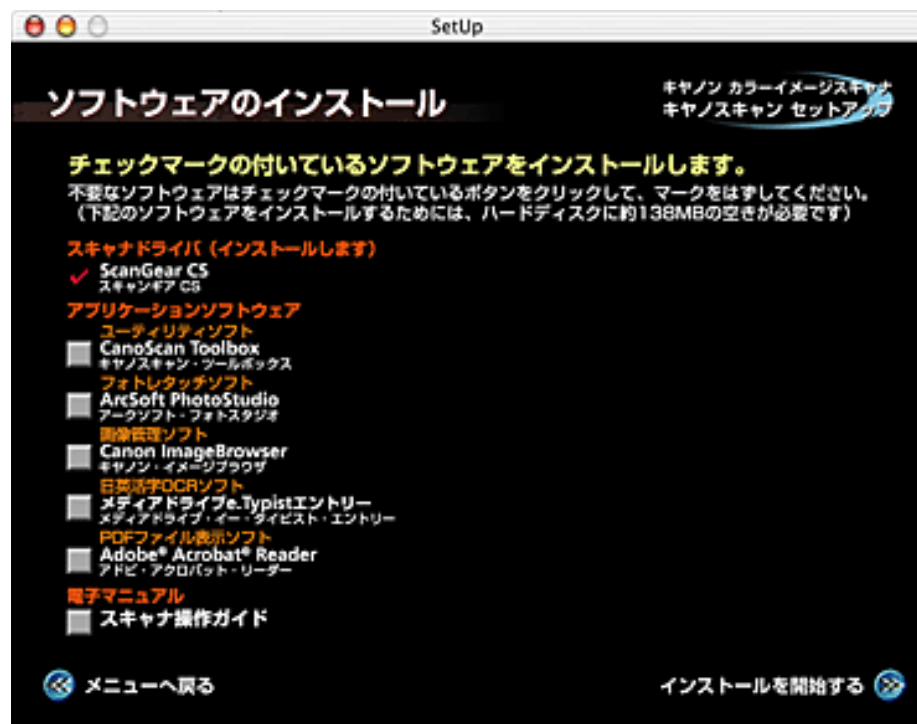 SetUp
ソフトウェアのインストール
キヤノン カラーイメージスキャナ
キヤノスキャン セットアップ
チェックマークの付いているソフトウェアをインストールします。
不要なソフトウェアはチェックマークの付いているボタンをクリックして、マークをはずしてください。
（下記のソフトウェアをインストールするためには、ハードディスクに約138MBの空きが必要です）
スキャナドライバ（インストールします）
ScanGear CS
スキャンギア CS
アプリケーションソフトウェア
ユーティリティソフト
CanoScan Toolbox
キヤノスキャン・ツールボックス
フォトレタッチソフト
ArcSoft PhotoStudio
アークソフト・フォトスタジオ
画像管理ソフト
Canon ImageBrowser
キヤノン・イメージブラウザ
日英活字OCRソフト
メディアドライブe.Typistエントリー
メディアドライブ・イー・タイピスト・エントリー
PDFファイル表示ソフト
Adobe® Acrobat® Reader
アドビ・アクロバット・リーダー
電子マニュアル
スキャナ操作ガイド
メニューへ戻る
インストールを開始する